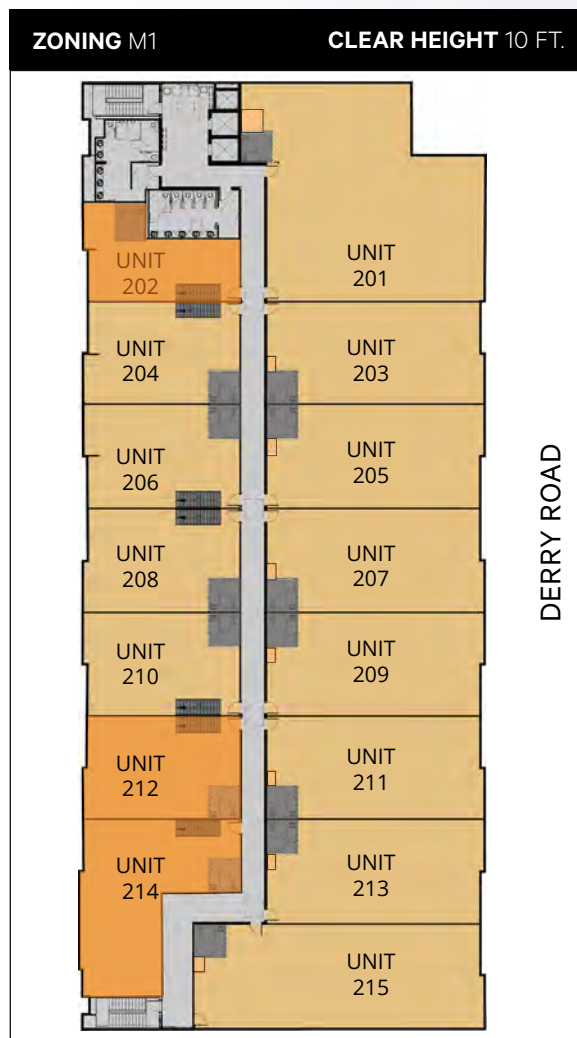 ZONING M1
CLEAR HEIGHT 10 FT.
UNIT
202
UNIT
201
UNIT
204
UNIT
203
UNIT
206
UNIT
205
UNIT
208
UNIT
207
UNIT
210
UNIT
209
UNIT
212
UNIT
211
UNIT
214
UNIT
213
UNIT
215
DERRY ROAD